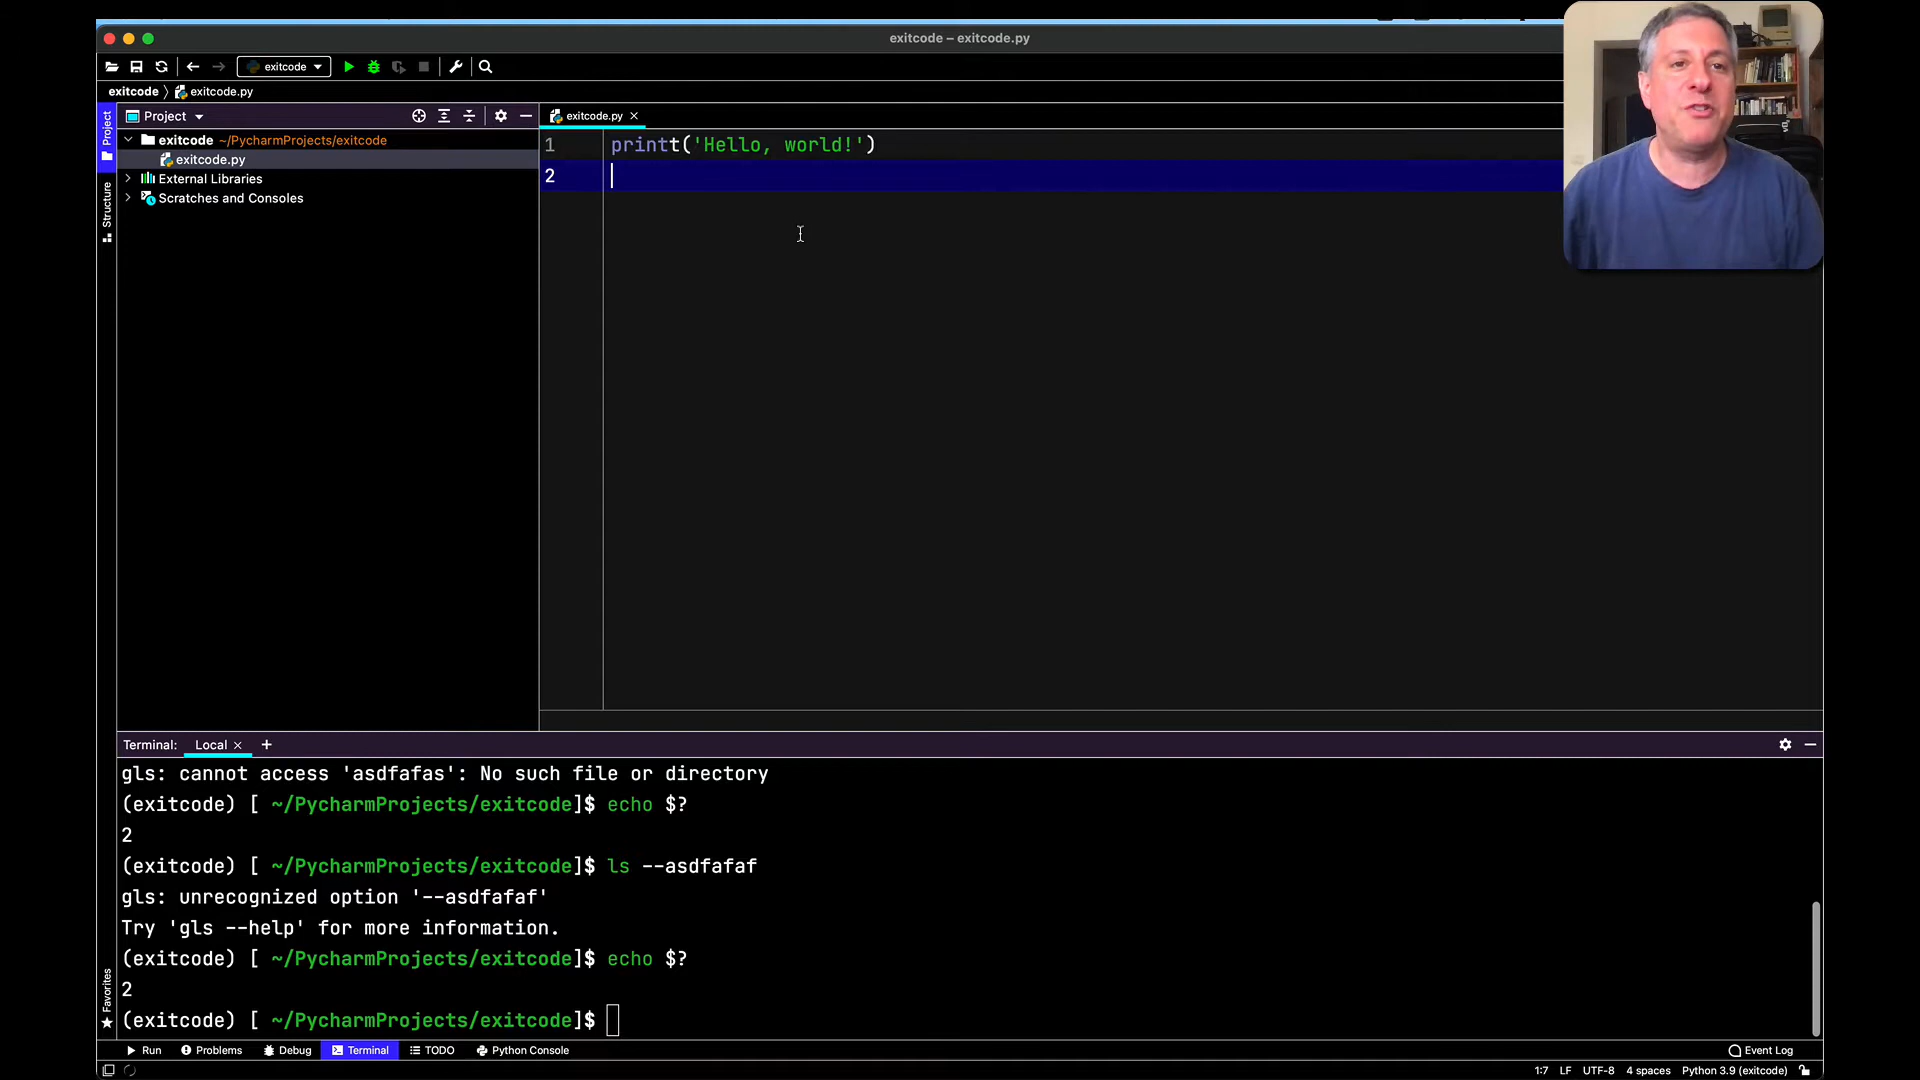 exitcode – exitcode.py
exitcode
exitcode 〉 exitcode.py
Project
Project
exitcode ~/PycharmProjects/exitcode
exitcode.py
External Libraries
Scratches and Consoles
Structure
exitcode.py
1 printt('Hello, world!')
2
Terminal: Local
gls: cannot access 'asdfafas': No such file or directory
(exitcode) [ ~/PycharmProjects/exitcode]$ echo $?
2
(exitcode) [ ~/PycharmProjects/exitcode]$ ls --asdfafaf
gls: unrecognized option '--asdfafaf'
Try 'gls --help' for more information.
(exitcode) [ ~/PycharmProjects/exitcode]$ echo $?
2
(exitcode) [ ~/PycharmProjects/exitcode]$
Favorites
Run Problems Debug Terminal TODO Python Console Event Log
1:7 LF UTF-8 4 spaces Python 3.9 (exitcode)